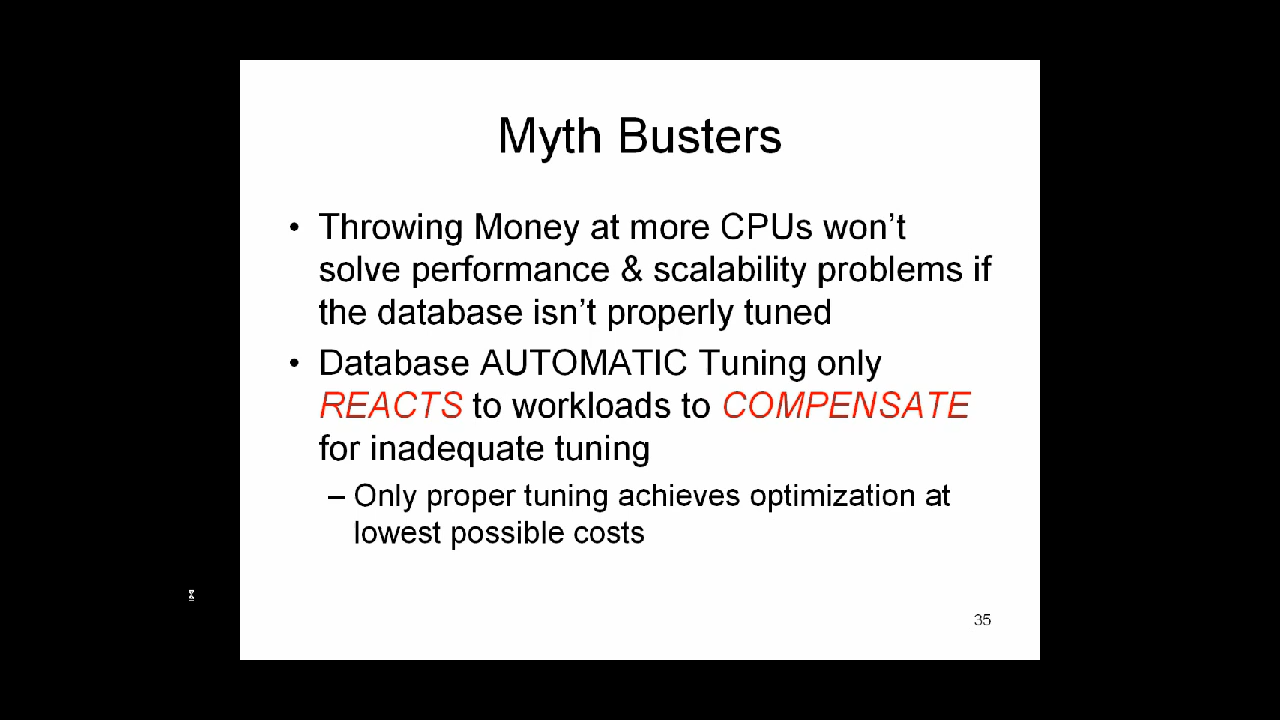 Myth Busters
• Throwing Money at more CPUs won't
solve performance & scalability problems if
the database isn't properly tuned
• Database AUTOMATIC Tuning only
REACTS to workloads to COMPENSATE
for inadequate tuning
– Only proper tuning achieves optimization at
lowest possible costs
35